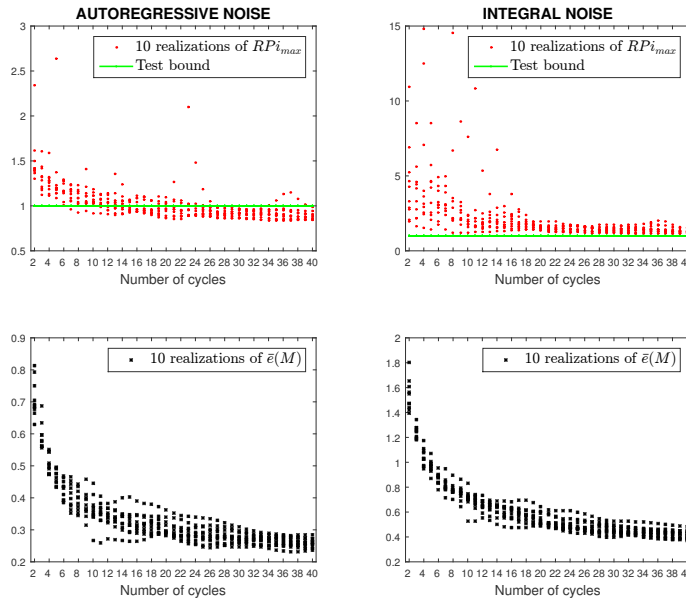 AUTOREGRESSIVE NOISE
3
2.5
2
1.5
1
0.5
10 realizations of RPi_max
Test bound
2 4 6 8 10 12 14 16 18 20 22 24 26 28 30 32 34 36 38 40
Number of cycles
INTEGRAL NOISE
15
10
5
0
10 realizations of RPi_max
Test bound
2 4 6 8 10 12 14 16 18 20 22 24 26 28 30 32 34 36 38 4
Number of cycles
0.9
0.8
0.7
0.6
0.5
0.4
0.3
0.2
10 realizations of ē(M)
2 4 6 8 10 12 14 16 18 20 22 24 26 28 30 32 34 36 38 40
Number of cycles
2
1.8
1.6
1.4
1.2
1
0.8
0.6
0.4
0.2
10 realizations of ē(M)
2 4 6 8 10 12 14 16 18 20 22 24 26 28 30 32 34 36 38 4
Number of cycles